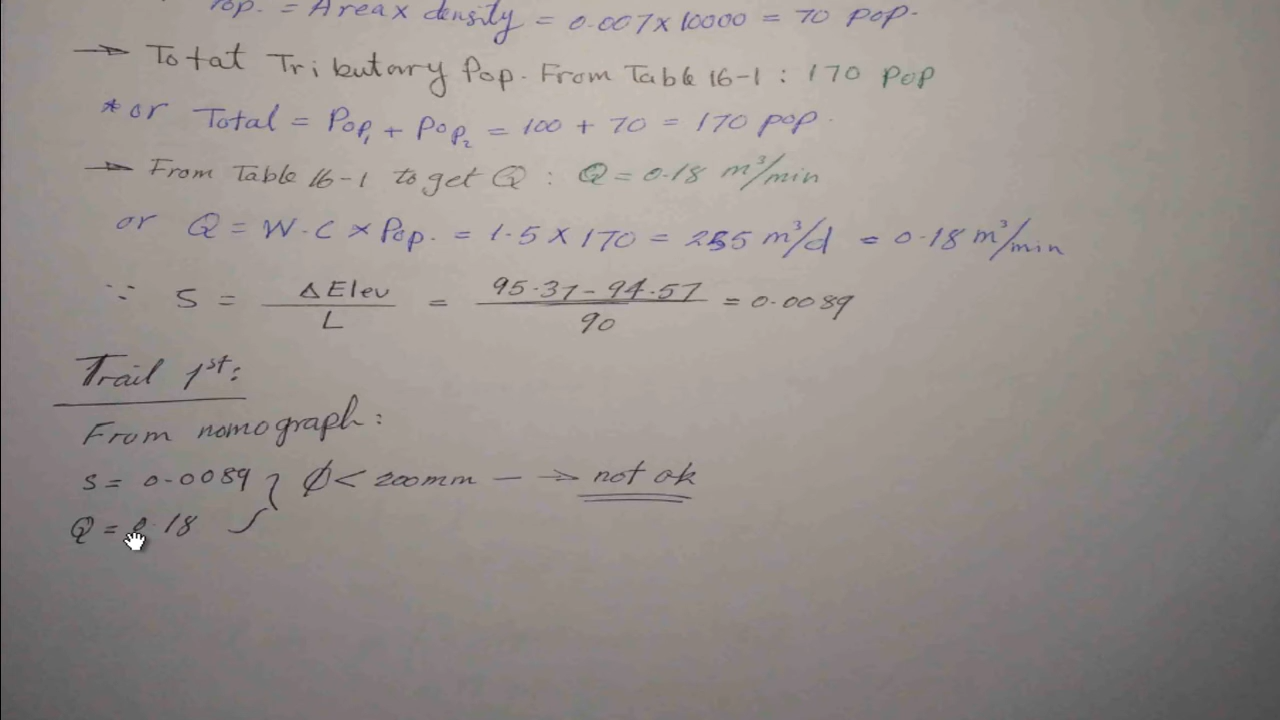 Pop. = Area x density = 0.007 x 10000 = 70 pop.
→ Totat Tributary Pop. From Table 16-1 : 170 pop
* or Total = Pop₁ + Pop₂ = 100 + 70 = 170 pop.
→ From Table 16-1 to get Q : Q = 0.18 m³/min
or Q = W.C x Pop. = 1.5 x 170 = 255 m³/d = 0.18 m³/min
∵ S = ΔElev / L = 95.37 - 94.57 / 90 = 0.0089
Trail 1st:
From nomograph:
S = 0.0089 } φ < 200mm — → not ok
Q = 0.18